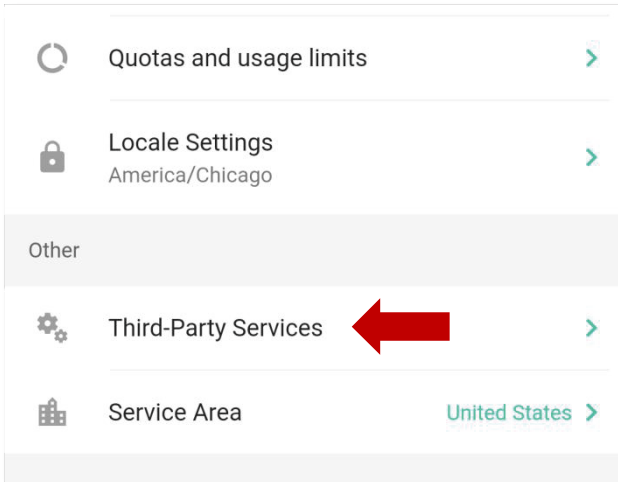 Quotas and usage limits
Locale Settings
America/Chicago
Other
Third-Party Services
Service Area United States